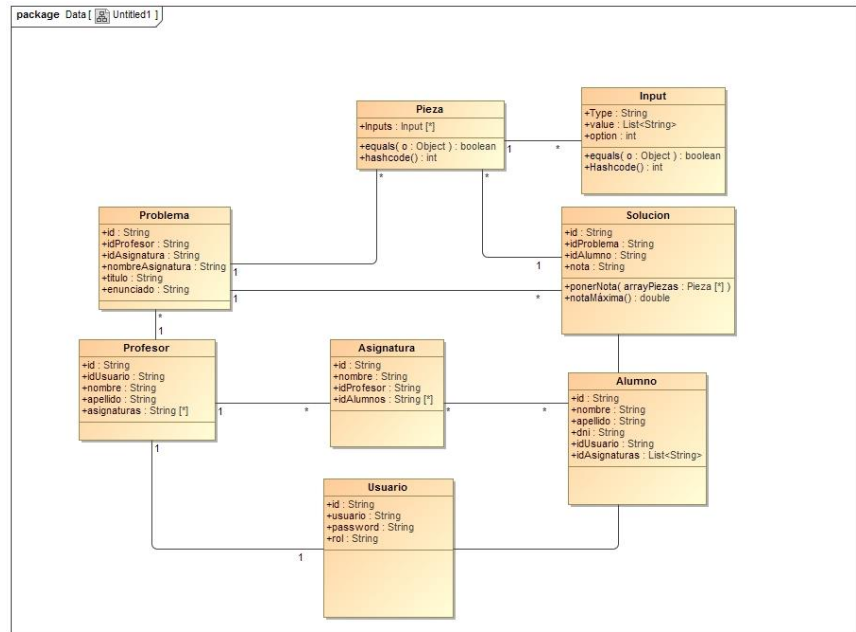 package Data [ Untitled1 ]
Pieza
+Inputs : Input [*]
+equals( o : Object ) : boolean
+hashcode() : int
1
*
Input
+Type : String
+value : List<String>
+option : int
+equals( o : Object ) : boolean
+Hashcode() : int
*
*
Problema
+id : String
+idProfesor : String
+idAsignatura : String
+nombreAsignatura : String
+titulo : String
+enunciado : String
1
1
Solucion
+id : String
+idProblema : String
+idAlumno : String
+nota : String
+ponerNota( arrayPiezas : Pieza [*] )
+notaMáxima() : double
1
*
*
1
Profesor
+id : String
+idUsuario : String
+nombre : String
+apellido : String
+asignaturas : String [*]
1
*
Asignatura
+id : String
+nombre : String
+idProfesor : String
+idAlumnos : String [*]
*
*
Alumno
+id : String
+nombre : String
+apellido : String
+dni : String
+idUsuario : String
+idAsignaturas : List<String>
1
Usuario
+id : String
+usuario : String
+password : String
+rol : String
1